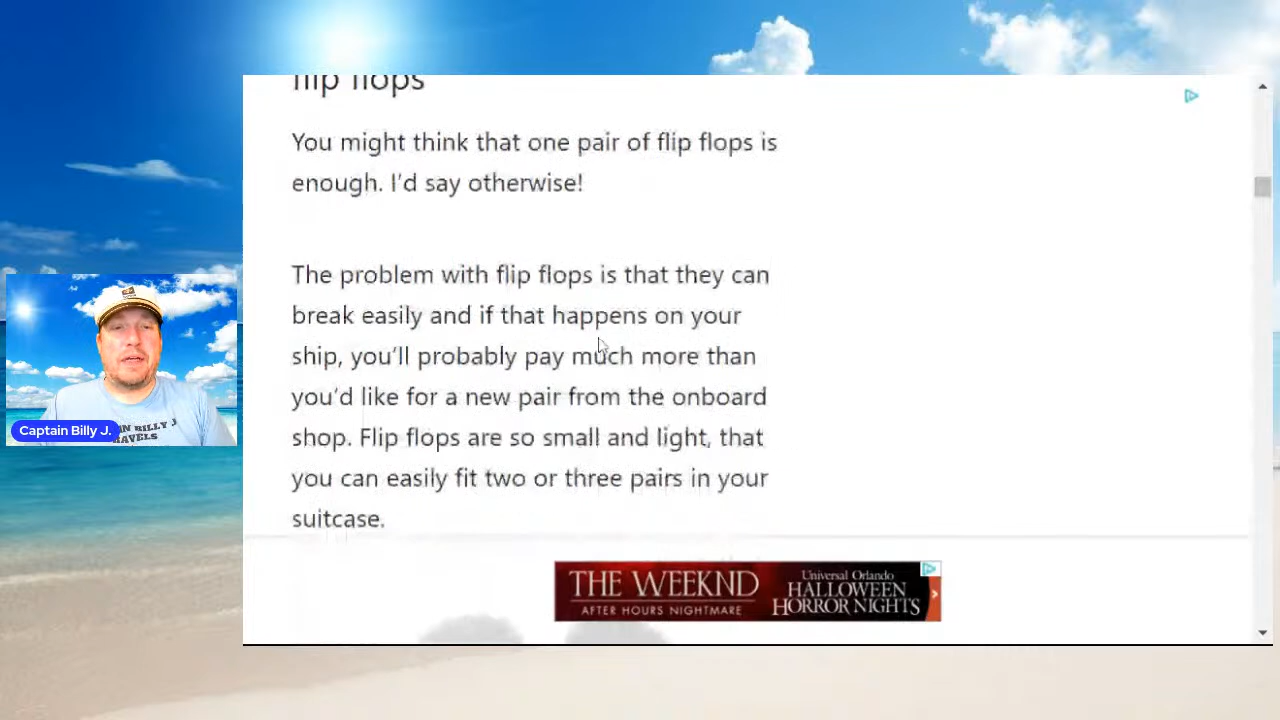 flip flops
You might think that one pair of flip flops is
enough. I’d say otherwise!
The problem with flip flops is that they can
break easily and if that happens on your
ship, you’ll probably pay much more than
you’d like for a new pair from the onboard
shop. Flip flops are so small and light, that
you can easily fit two or three pairs in your
suitcase.
Captain Billy J.
BILLY J
THE WEEKND
AFTER HOURS NIGHTMARE
Universal Orlando
HALLOWEEN
HORROR NIGHTS